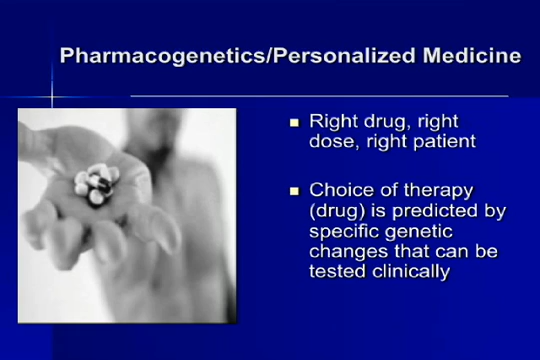 Pharmacogenetics/Personalized Medicine
Right drug, right
dose, right patient
Choice of therapy
(drug) is predicted by
specific genetic
changes that can be
tested clinically